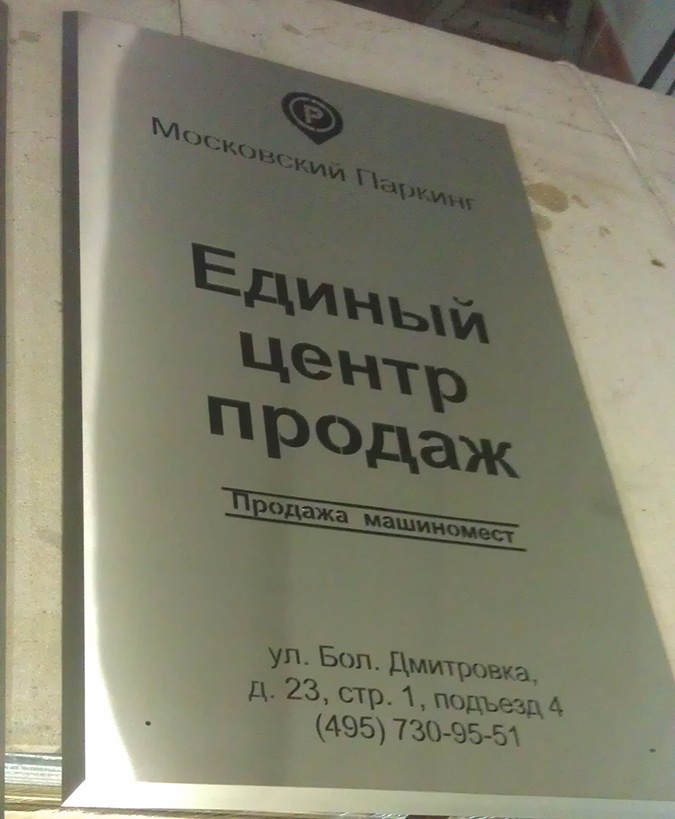 P
Московский Паркинг
Единый
центр
продаж
Продажа машиномест
ул. Бол. Дмитровка,
д. 23, стр. 1, подъезд 4
(495) 730-95-51